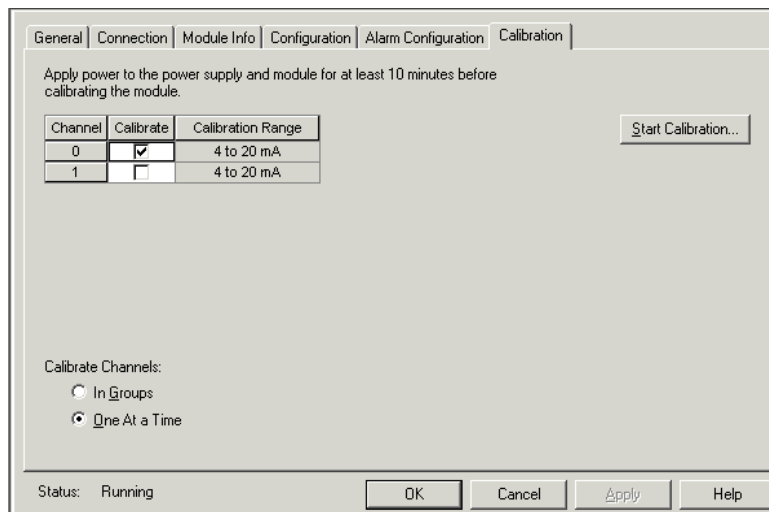 General Connection Module Info Configuration Alarm Configuration Calibration
Apply power to the power supply and module for at least 10 minutes before
calibrating the module.
Channel Calibrate Calibration Range
0 4 to 20 mA
1 4 to 20 mA
Start Calibration...
Calibrate Channels:
In Groups
One At a Time
Status: Running
OK Cancel Apply Help